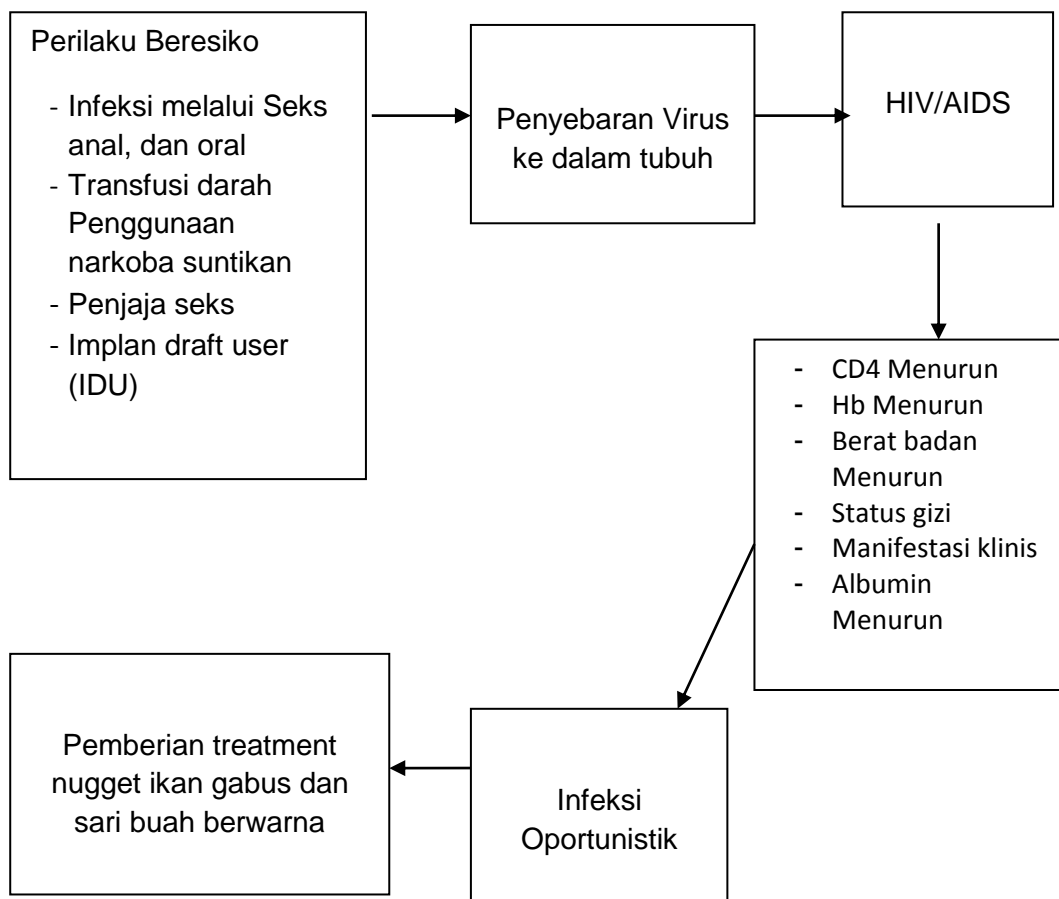 Perilaku Beresiko
- Infeksi melalui Seks
anal, dan oral
- Transfusi darah
Penggunaan
narkoba suntikan
- Penjaja seks
- Implan draft user
(IDU)
Penyebaran Virus
ke dalam tubuh
HIV/AIDS
- CD4 Menurun
- Hb Menurun
- Berat badan
Menurun
- Status gizi
- Manifestasi klinis
- Albumin
Menurun
Infeksi
Oportunistik
Pemberian treatment
nugget ikan gabus dan
sari buah berwarna